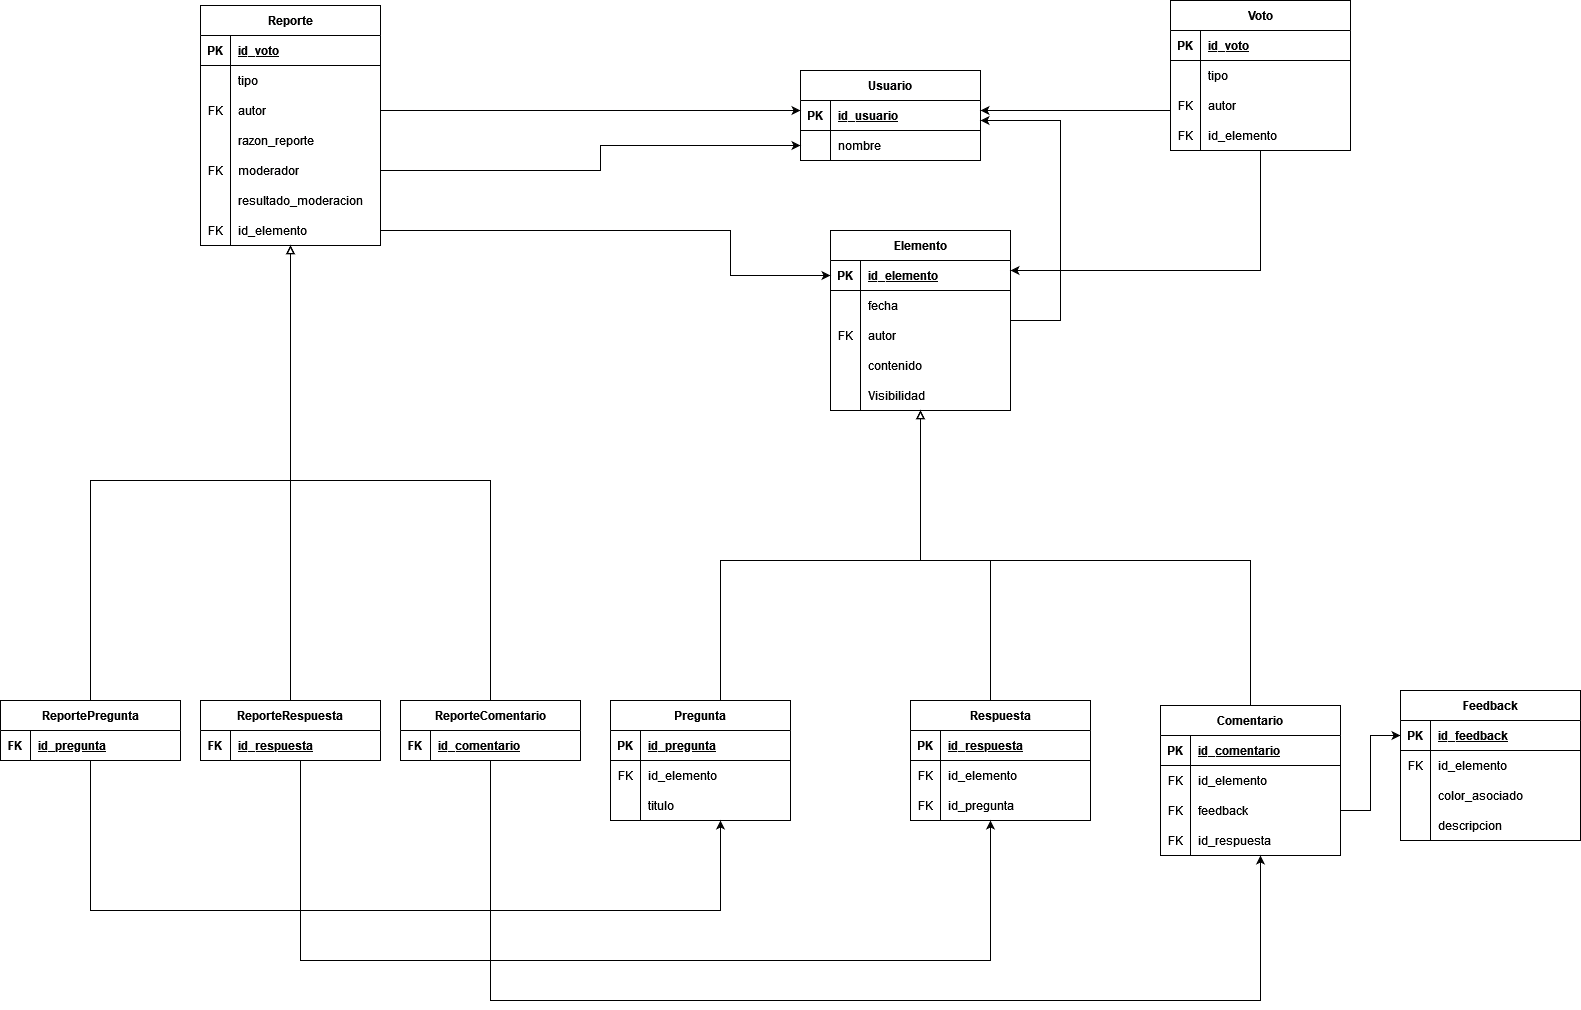 Reporte
PK id_voto
tipo
FK autor
razon_reporte
FK moderador
resultado_moderacion
FK id_elemento
Usuario
PK id_usuario
nombre
Voto
PK id_voto
tipo
FK autor
FK id_elemento
Elemento
PK id_elemento
fecha
FK autor
contenido
Visibilidad
ReportePregunta
FK id_pregunta
ReporteRespuesta
FK id_respuesta
ReporteComentario
FK id_comentario
Pregunta
PK id_pregunta
FK id_elemento
titulo
Respuesta
PK id_respuesta
FK id_elemento
FK id_pregunta
Comentario
PK id_comentario
FK id_elemento
FK feedback
FK id_respuesta
Feedback
PK id_feedback
FK id_elemento
color_asociado
descripcion